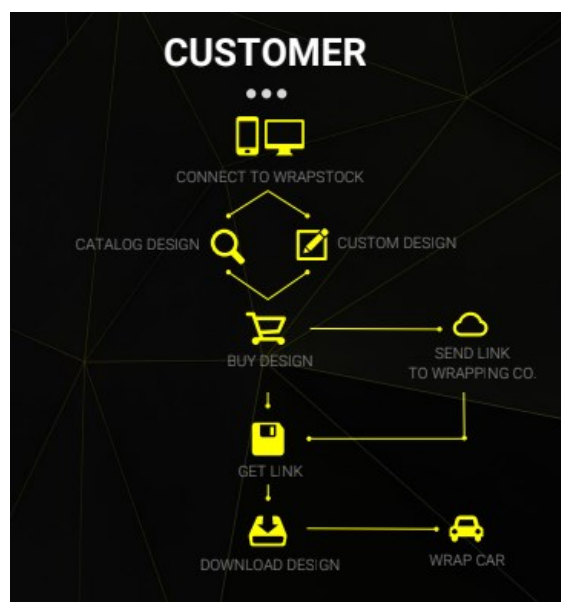 CUSTOMER
CONNECT TO WRAPSTOCK
CATALOG DESIGN
CUSTOM DESIGN
BUY DESIGN
SEND LINK
TO WRAPPING CO.
GET LINK
DOWNLOAD DESIGN
WRAP CAR